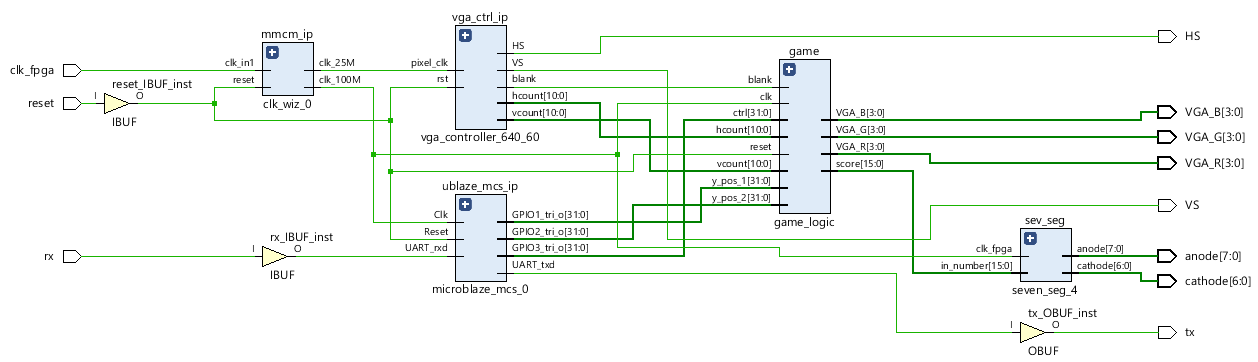 clk_fpga
reset
rx
reset_IBUF_inst
I
O
IBUF
mmcm_ip
clk_in1
reset
clk_25M
clk_100M
clk_wiz_0
rx_IBUF_inst
I
O
IBUF
vga_ctrl_ip
pixel_clk
rst
HS
VS
blank
hcount[10:0]
vcount[10:0]
vga_controller_640_60
ublaze_mcs_ip
Clk
Reset
UART_rxd
GPIO1_tri_o[31:0]
GPIO2_tri_o[31:0]
GPIO3_tri_o[31:0]
UART_txd
microblaze_mcs_0
game
blank
clk
ctrl[31:0]
hcount[10:0]
reset
vcount[10:0]
y_pos_1[31:0]
y_pos_2[31:0]
VGA_B[3:0]
VGA_G[3:0]
VGA_R[3:0]
score[15:0]
game_logic
sev_seg
clk_fpga
in_number[15:0]
anode[7:0]
cathode[6:0]
seven_seg_4
tx_OBUF_inst
I
O
OBUF
HS
VGA_B[3:0]
VGA_G[3:0]
VGA_R[3:0]
VS
anode[7:0]
cathode[6:0]
tx